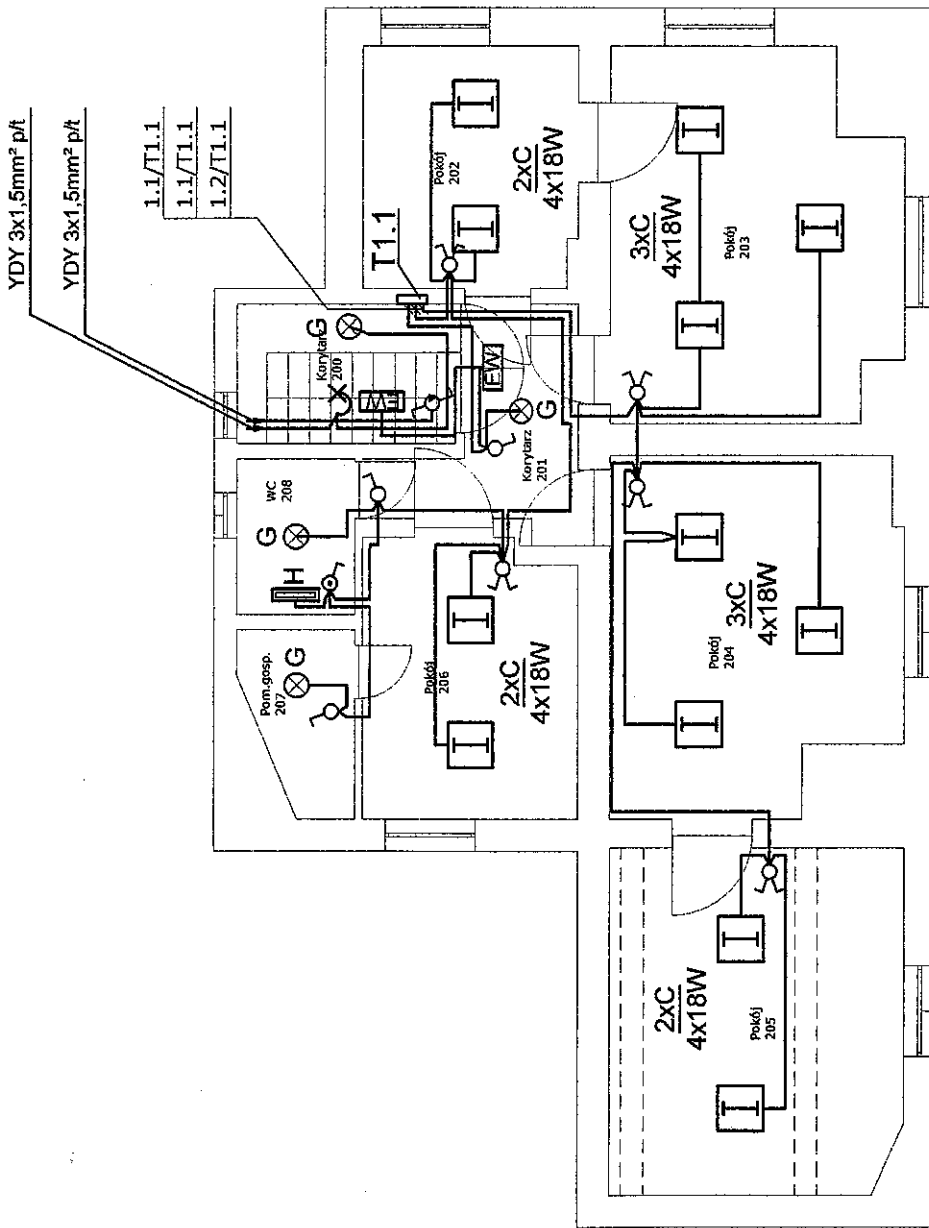 YDY 3x1,5mm² p/t
YDY 3x1,5mm² p/t
1.1/T1.1
1.1/T1.1
1.2/T1.1
T1.1
Pokój
202
2xC
4x18W
3xC
4x18W
Pokój
203
G
Korytarz
200
EW
EW
G
Korytarz
201
WC
208
G
H
Pom.gosp.
207
G
Pokój
206
2xC
4x18W
3xC
4x18W
Pokój
204
2xC
4x18W
Pokój
205